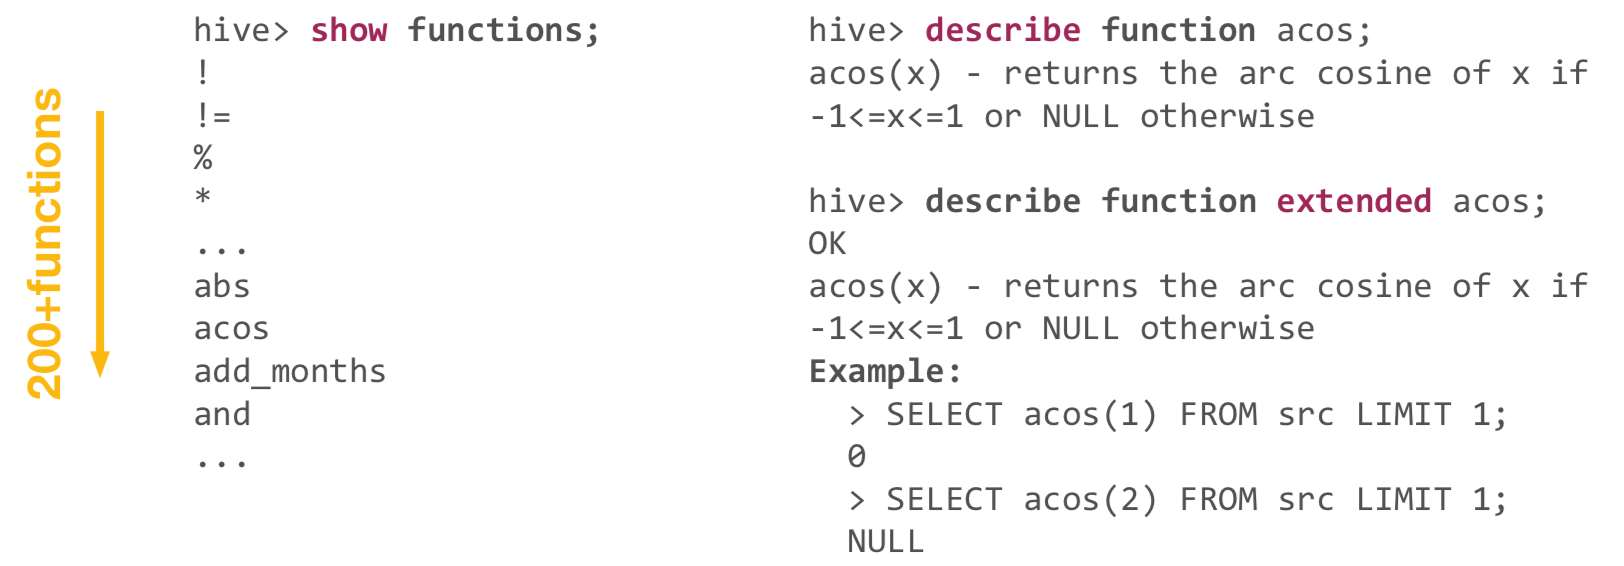 200+functions
hive> show functions;
!
!=
%
*
...
abs
acos
add_months
and
...
hive> describe function acos;
acos(x) - returns the arc cosine of x if
-1<=x<=1 or NULL otherwise
hive> describe function extended acos;
OK
acos(x) - returns the arc cosine of x if
-1<=x<=1 or NULL otherwise
Example:
> SELECT acos(1) FROM src LIMIT 1;
0
> SELECT acos(2) FROM src LIMIT 1;
NULL